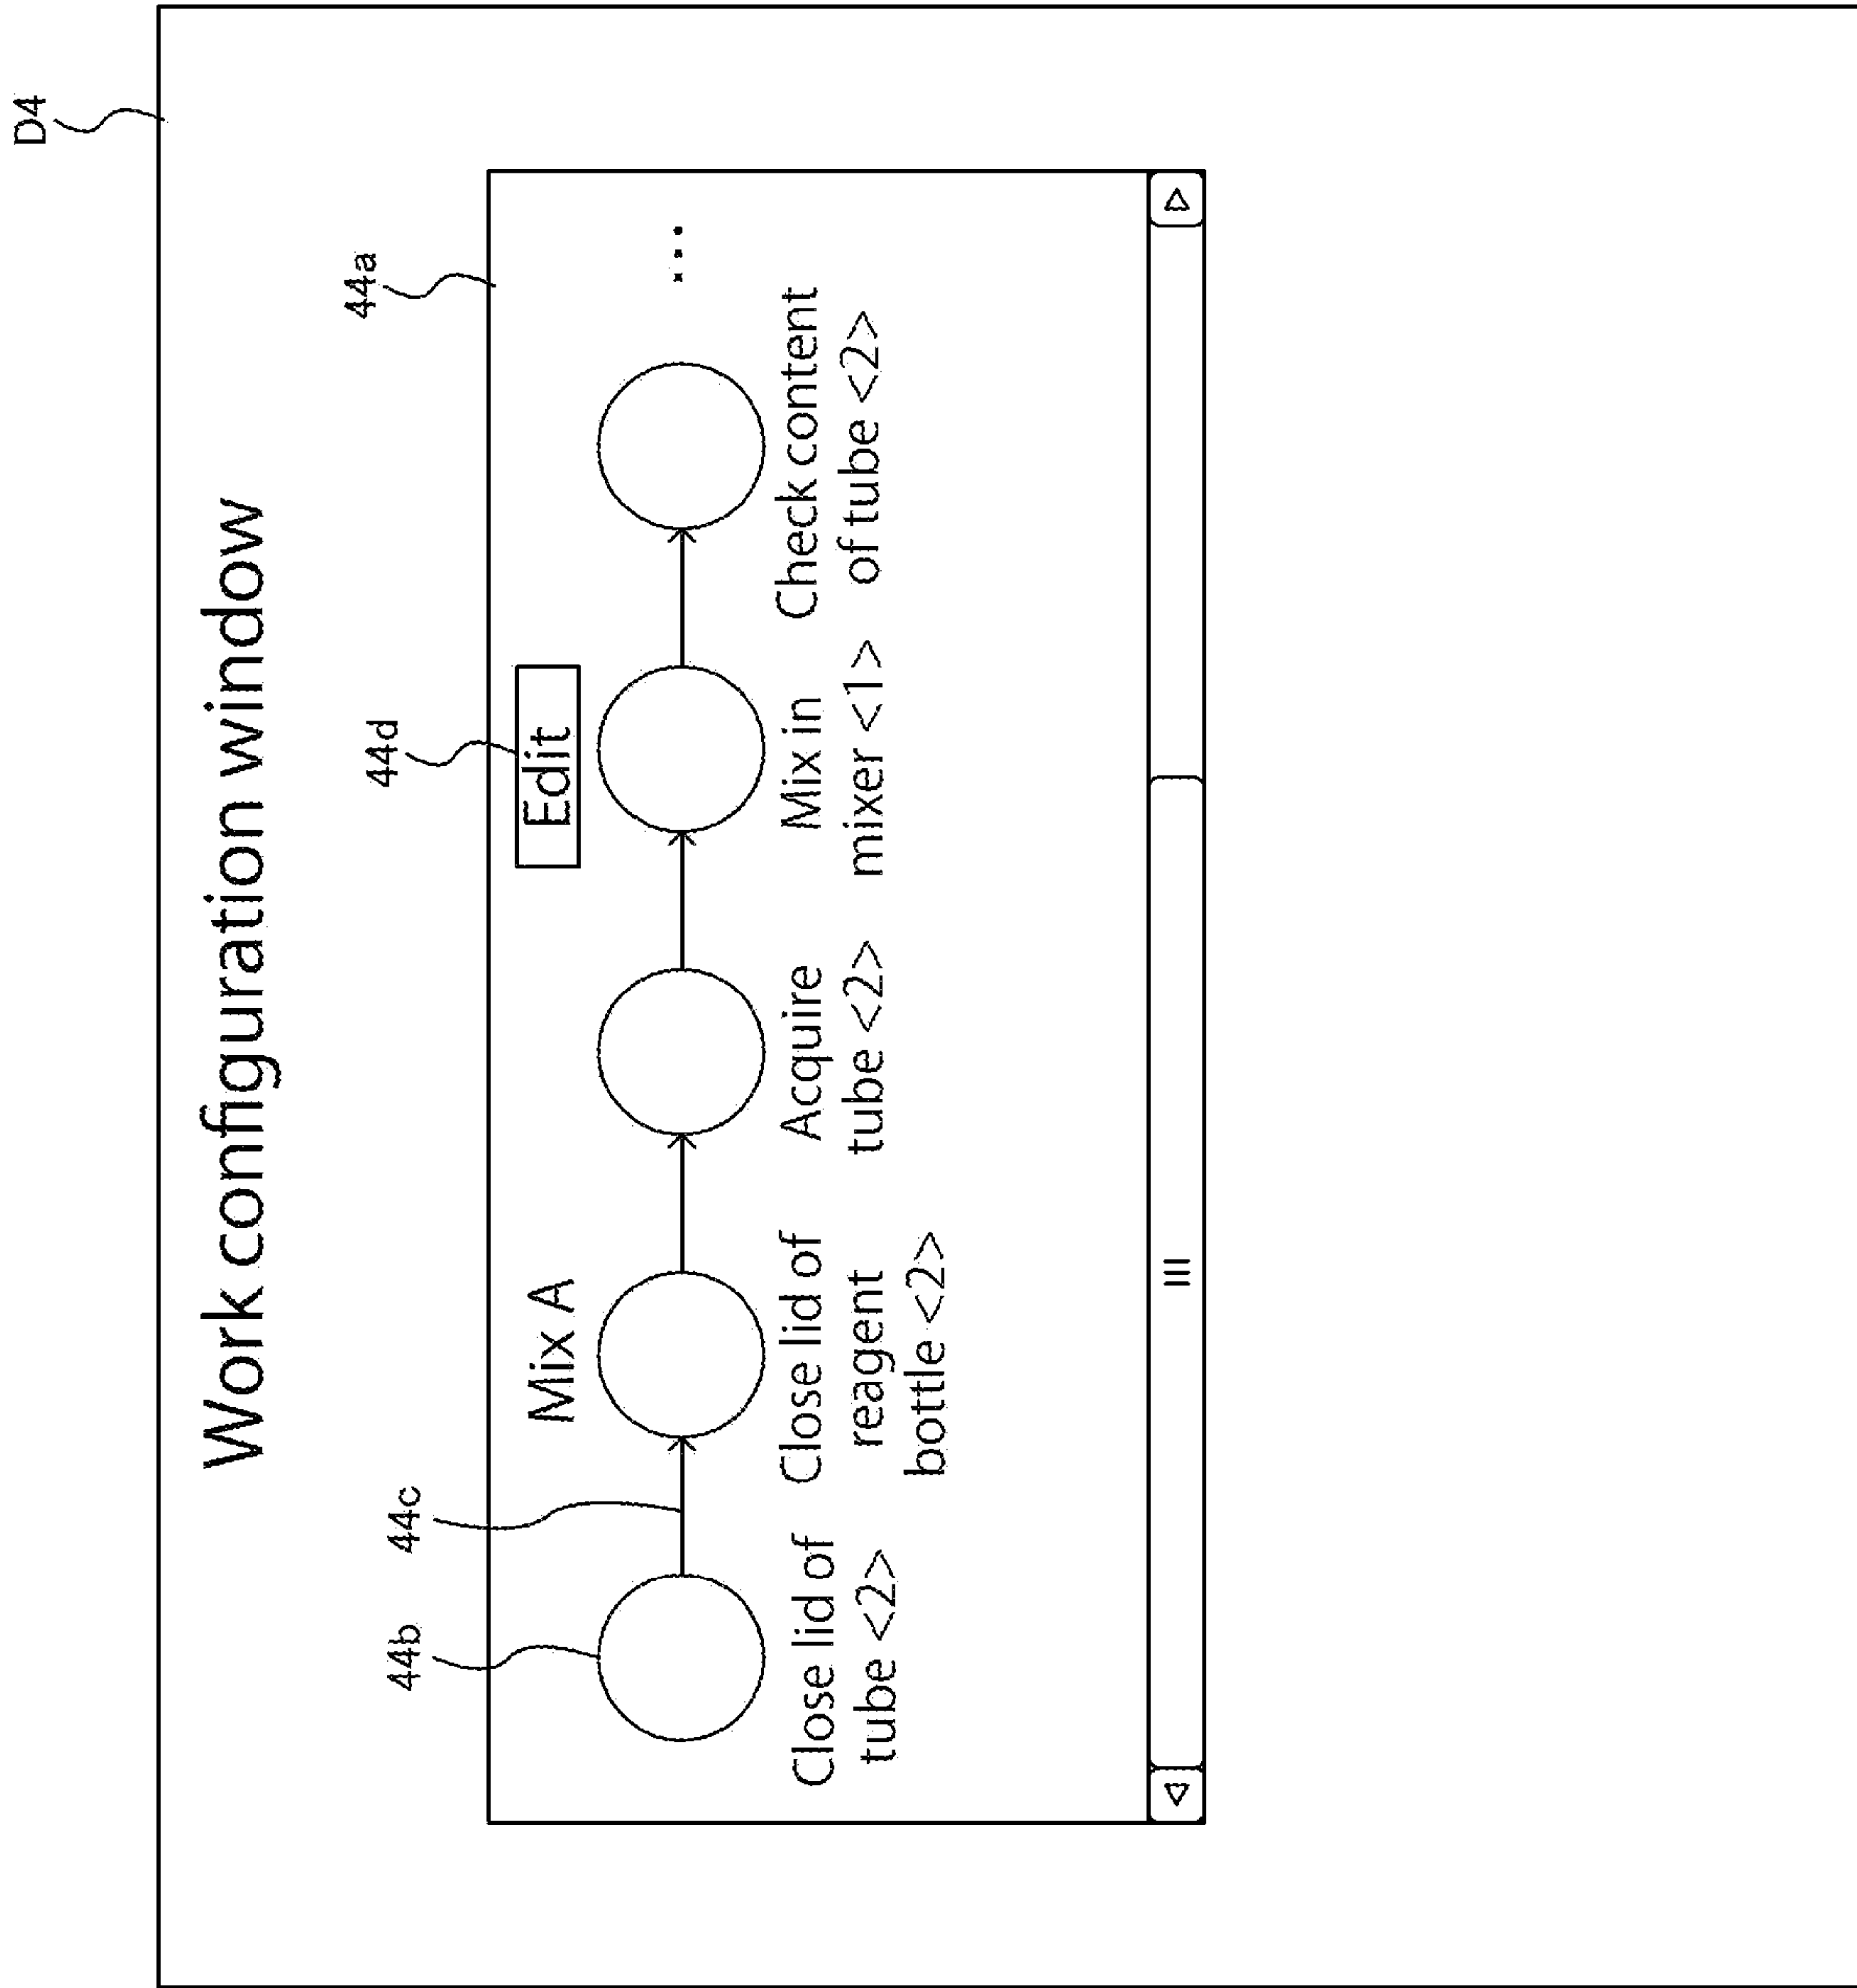 D4
Work configuration window
44a
44d
44b
44c
Mix A
Edit
...
Close lid of
tube <2>
Close lid of
reagent
bottle <2>
Acquire
tube <2>
Mix in
mixer <1>
Check content
of tube <2>